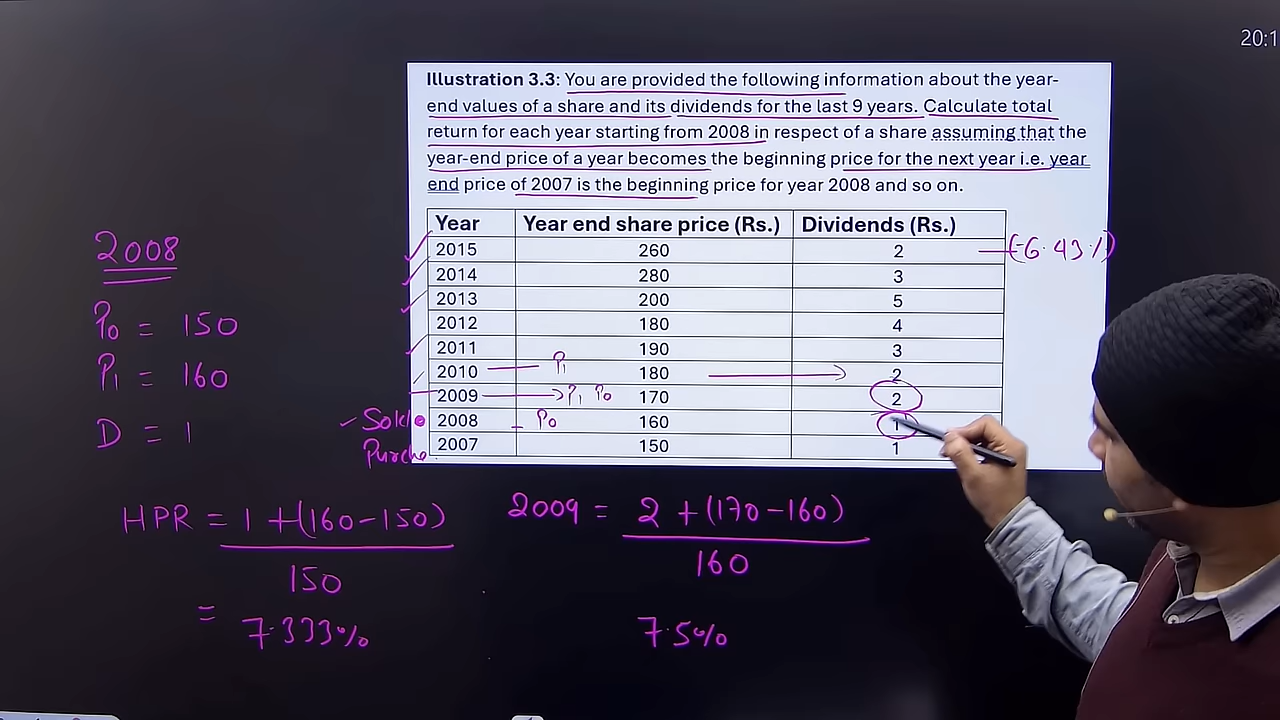 20:1
Illustration 3.3: You are provided the following information about the year-
end values of a share and its dividends for the last 9 years. Calculate total
return for each year starting from 2008 in respect of a share assuming that the
year-end price of a year becomes the beginning price for the next year i.e. year
end price of 2007 is the beginning price for year 2008 and so on.
Year Year end share price (Rs.) Dividends (Rs.)
2015 260 2 (-6.43%)
2014 280 3
2013 200 5
2012 180 4
2011 190 3
2010 P1 180 2
2009 P1 P0 170 2
Sold 2008 P0 160 1
Purcha 2007 150 1
2008
P0 = 150
P1 = 160
D = 1
HPR = 1 + (160-150)
150
=
7.333%
2009 = 2 + (170-160)
160
7.5%